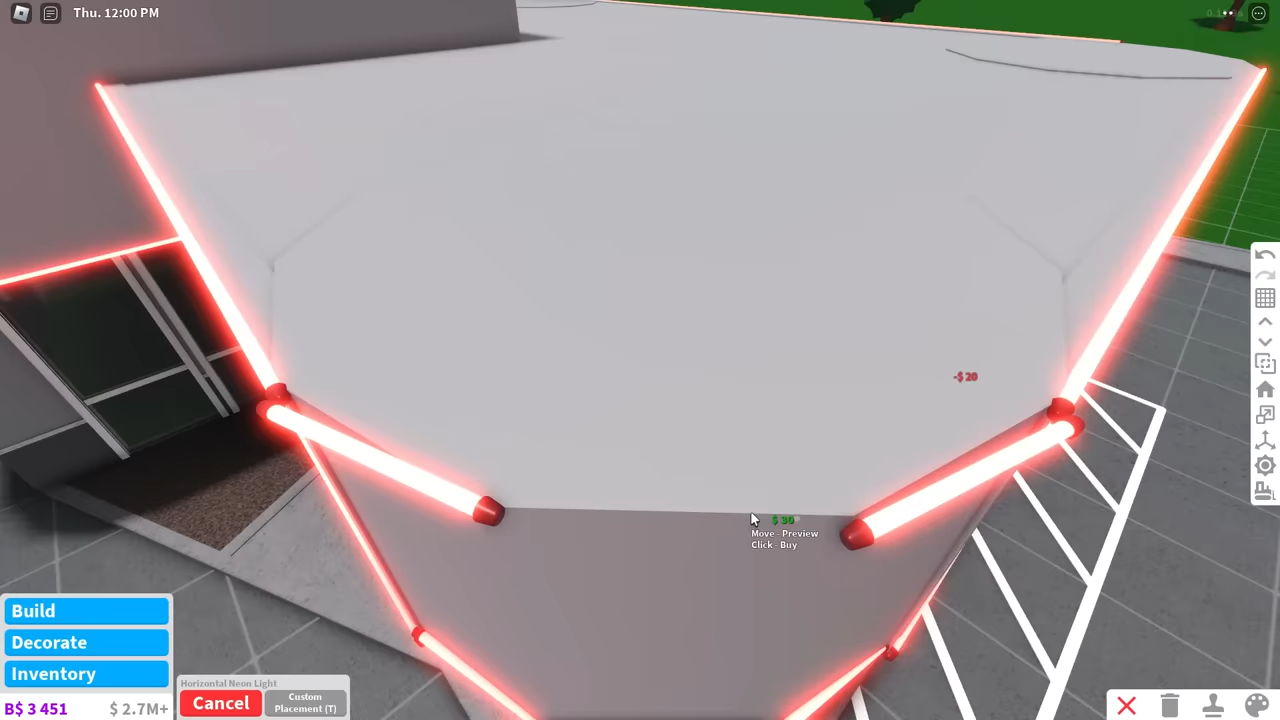 Thu. 12:00 PM
-$ 20
$ 30
Move - Preview
Click - Buy
Build
Decorate
Inventory
B$ 3 451
$ 2.7M+
Horizontal Neon Light
Cancel
Custom
Placement (T)